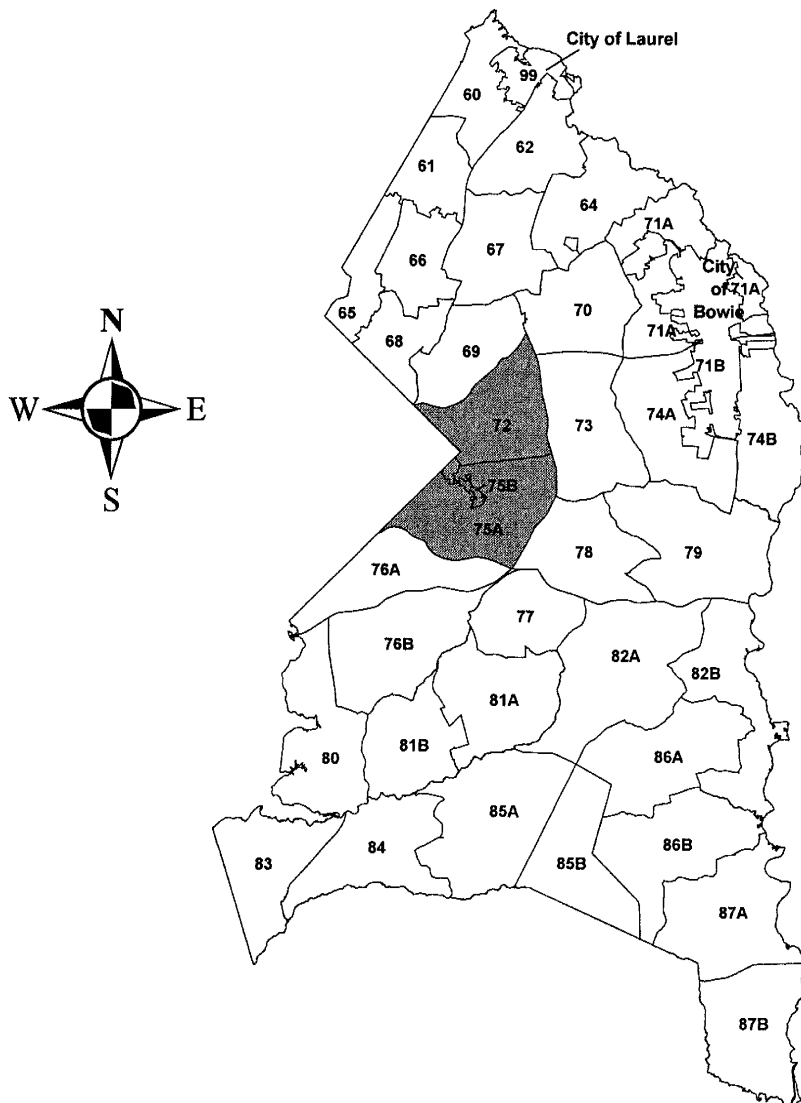 City of Laurel
99
60
62
61
64
71A
66
67
City
of 71A
Bowie
65
70
68
69
71A
71B
N
W E
S
72
73
74A
74B
75B
75A
76A
78
79
77
76B
82A
82B
81A
80
81B
86A
85A
84
86B
83
85B
87A
87B